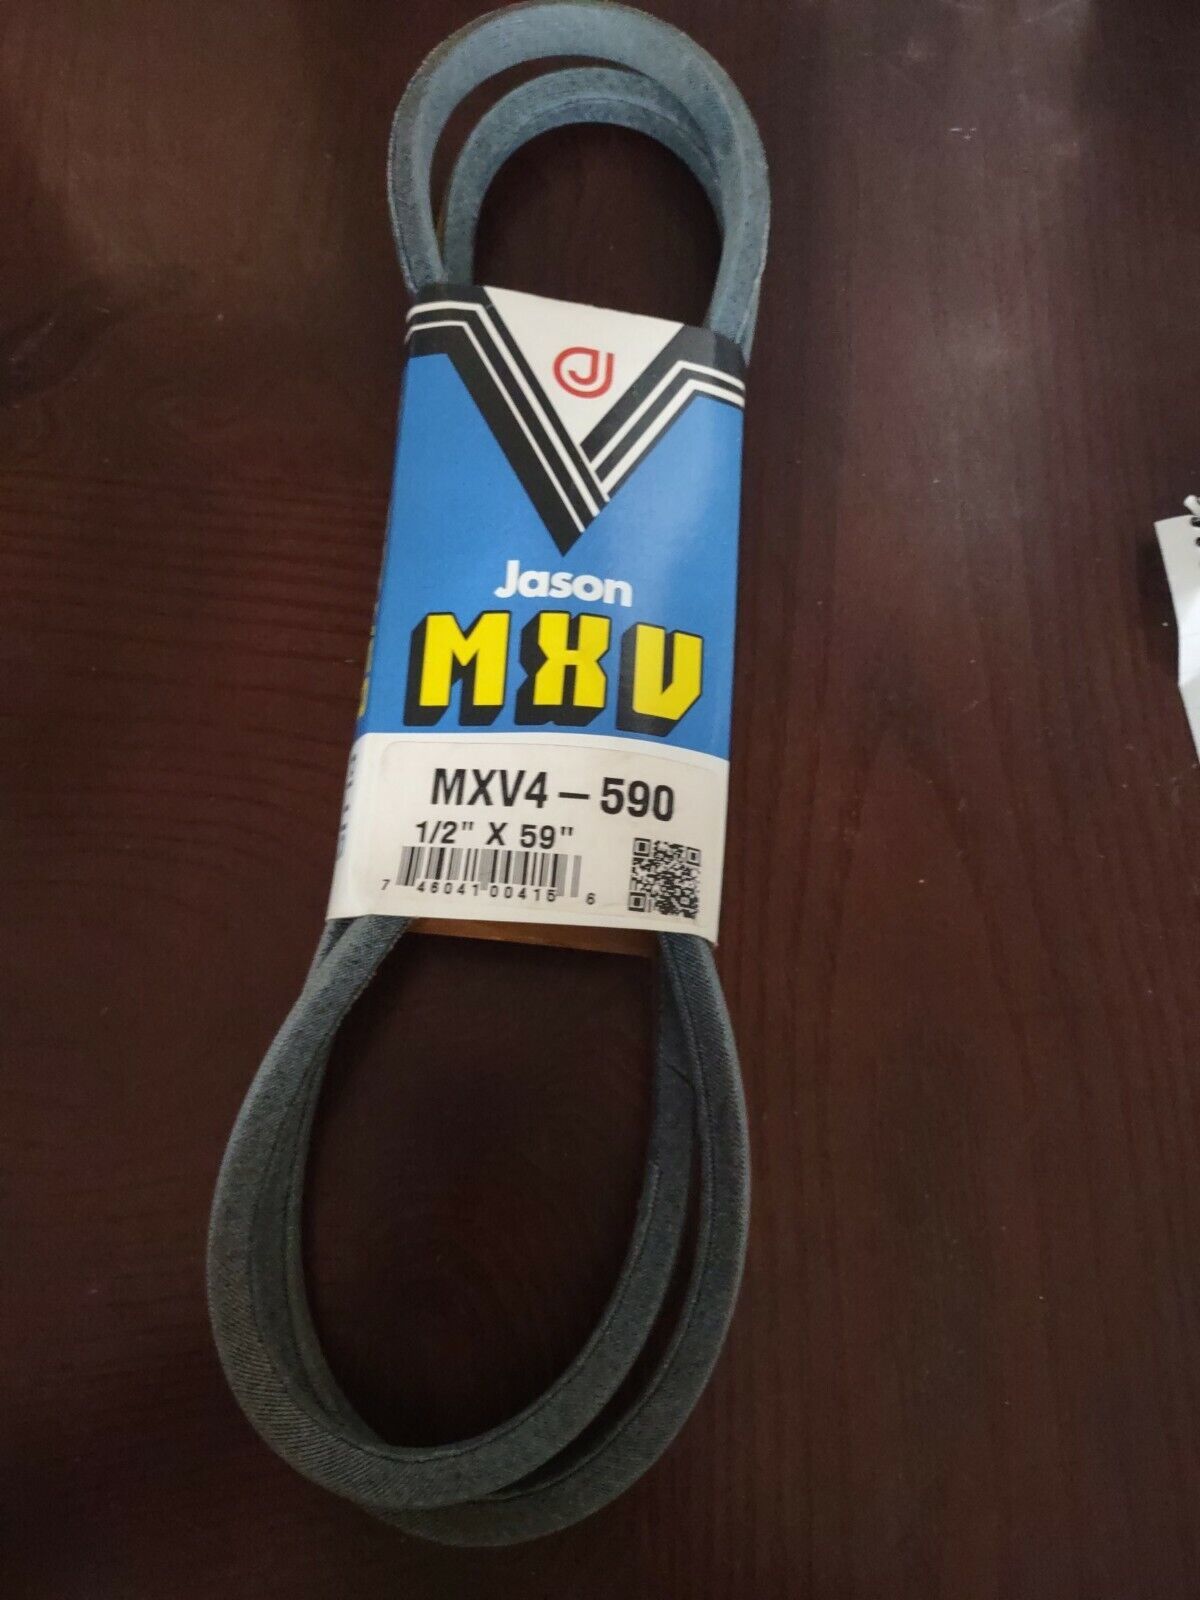 J
Jason
MXV
MXV4-590
1/2" X 59"
7 46041 00415 6